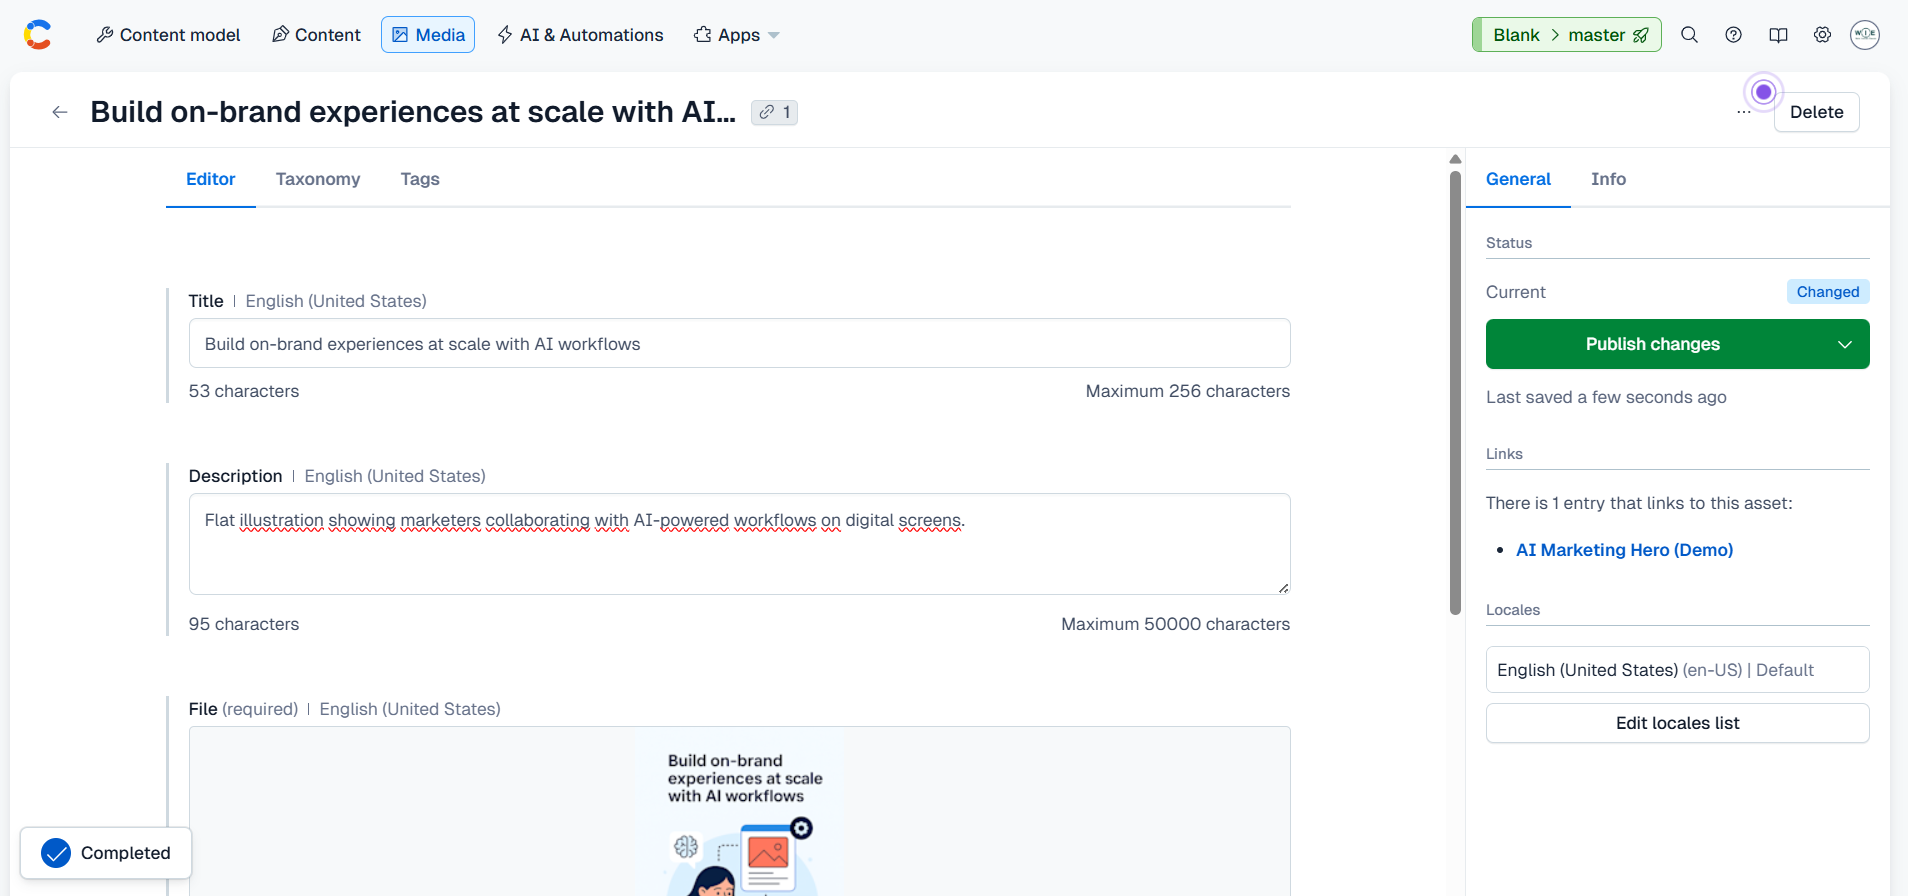 Content model
Content
Media
AI & Automations
Apps
Blank > master
WIE
Build on-brand experiences at scale with AI...
1
...
Delete
Editor
Taxonomy
Tags
General
Info
Title | English (United States)
Build on-brand experiences at scale with AI workflows
53 characters
Maximum 256 characters
Description | English (United States)
Flat illustration showing marketers collaborating with AI-powered workflows on digital screens.
95 characters
Maximum 50000 characters
File (required) | English (United States)
Build on-brand
experiences at scale
with AI workflows
Completed
Status
Current
Changed
Publish changes
Last saved a few seconds ago
Links
There is 1 entry that links to this asset:
• AI Marketing Hero (Demo)
Locales
English (United States) (en-US) | Default
Edit locales list